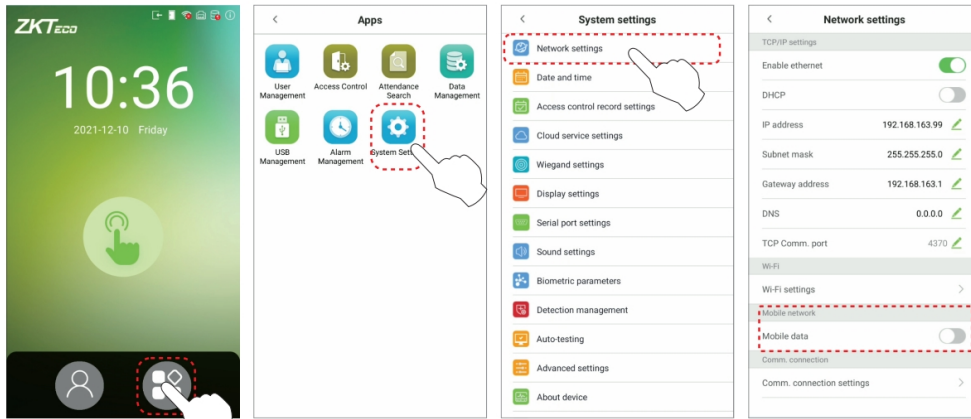 ZKTECO
10:36
2021-12-10 Friday
Apps
User
Management
Access Control
Attendance
Search
Data
Management
USB
Management
Alarm
Management
System
System settings
Network settings
Date and time
Access control record settings
Cloud service settings
Wiegand settings
Display settings
Serial port settings
Sound settings
Biometric parameters
Detection management
Auto-testing
Advanced settings
About device
Network settings
TCP/IP settings
Enable ethernet
DHCP
IP address 192.168.163.99
Subnet mask 255.255.255.0
Gateway address 192.168.163.1
DNS 0.0.0.0
TCP Comm. port 4370
Wi-Fi
Wi-Fi settings
Mobile network
Mobile data
Comm. connection
Comm. connection settings